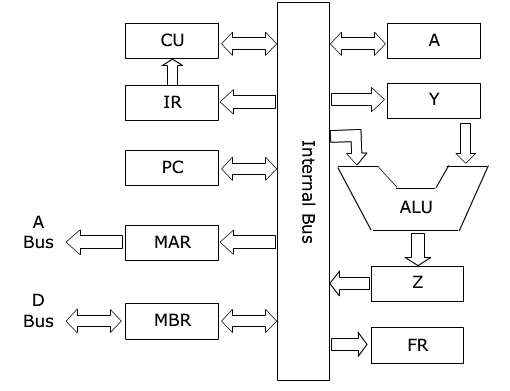 CU
A
IR
Y
Internal Bus
PC
ALU
A
Bus
MAR
Z
D
Bus
MBR
FR